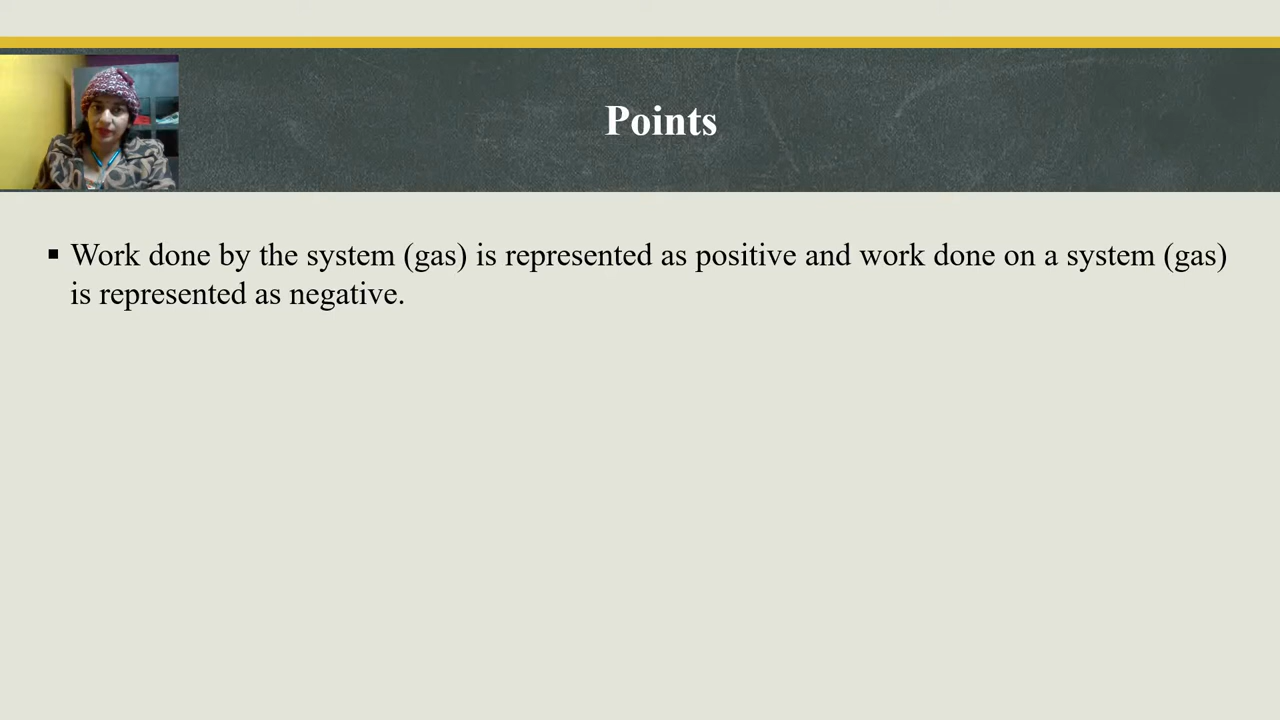 Points
▪ Work done by the system (gas) is represented as positive and work done on a system (gas)
is represented as negative.